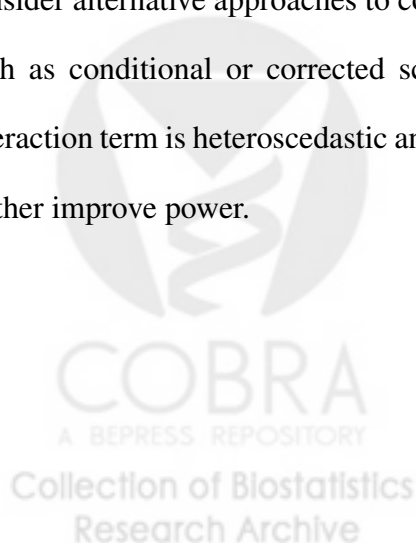 sider alternative approaches to co
h as conditional or corrected sc
eraction term is heteroscedastic an
ther improve power.
COBRA
A BEPRESS REPOSITORY
Collection of Biostatistics
Research Archive